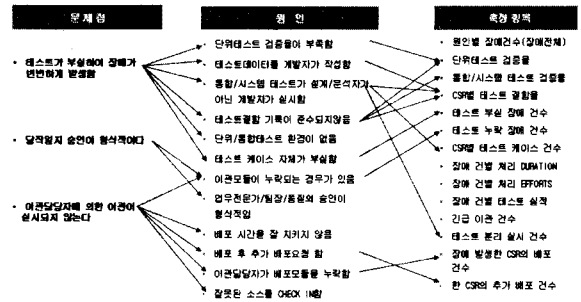 문제점
원 인
측정 항목
• 테스트가 부실하여 장애가
빈번하게 발생함
• 당직일지 승인이 형식적이다
• 이관담당자에 의한 이관이
실시되지 않는다
· 단위테스트 검증율이 부족함
· 테스트데이터를 개발자가 작성함
· 통합/시스템 테스트가 설계/분석자가
아닌 개발자가 실시함
· 테스트결함 기록이 준수되지않음
· 단위/통합테스트 환경이 없음
· 테스트 케이스 자체가 부실함
· 이관모듈이 누락되는 경우가 있음
· 업무전문가/팀장/품질의 승인이
형식적임
· 배포 시간을 잘 지키지 않음
· 배포 후 추가 배포요청 함
· 이관담당자가 배포모듈을 누락함
· 잘못된 소스를 CHECK IN함
· 원인별 장애건수(장애전체)
· 단위테스트 검증율
· 통합/시스템 테스트 검증율
· CSR별 테스트 결함율
· 테스트 부실 장애 건수
· 테스트 누락 장애 건수
· CSR별 테스트 케이스 건수
· 장애 건별 처리 DURATION
· 장애 건별 처리 EFFORTS
· 장애 건별 테스트 실적
· 긴급 이관 건수
· 테스트 분리 실시 건수
· 장애 발생한 CSR의 배포
건수
· 한 CSR의 추가 배포 건수